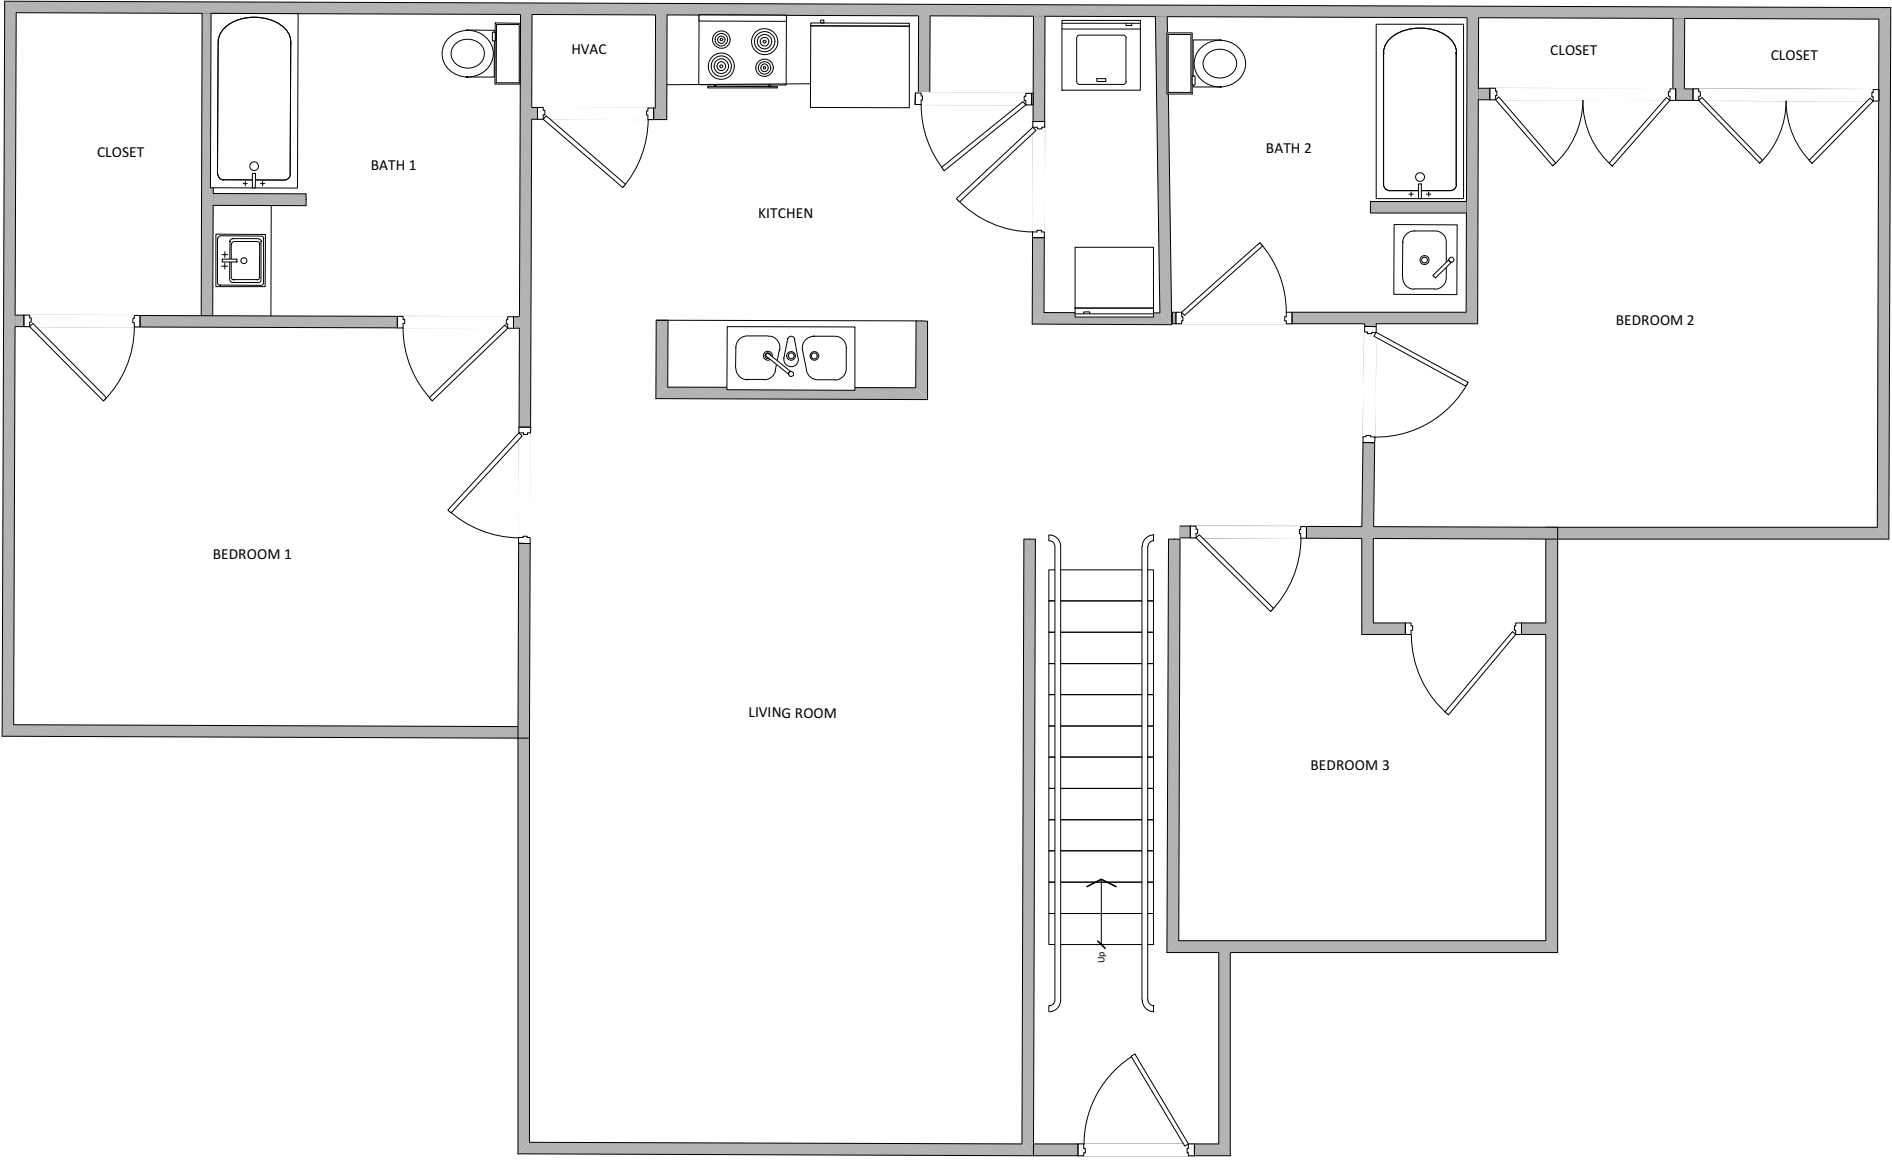 HVAC
CLOSET
CLOSET
CLOSET
BATH 1
BATH 2
KITCHEN
BEDROOM 2
BEDROOM 1
LIVING ROOM
BEDROOM 3
Up